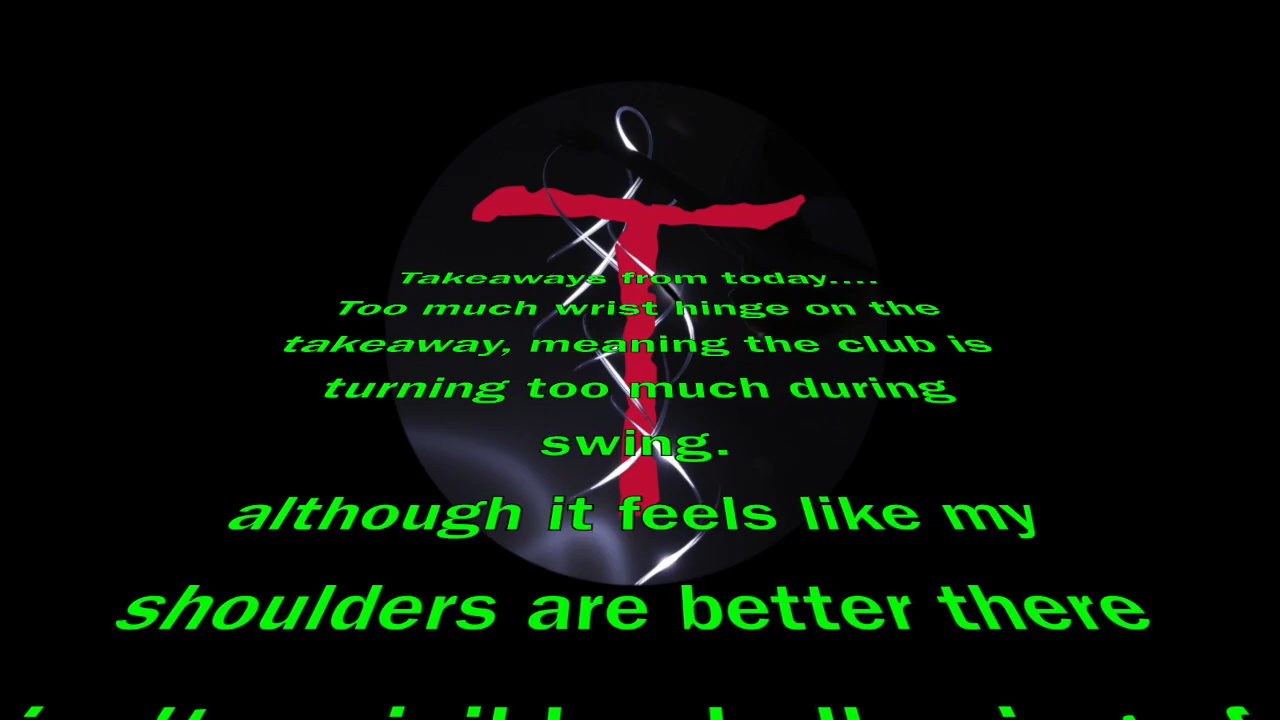 Takeaways from today....
Too much wrist hinge on the
takeaway, meaning the club is
turning too much during
swing.
although it feels like my
shoulders are better there